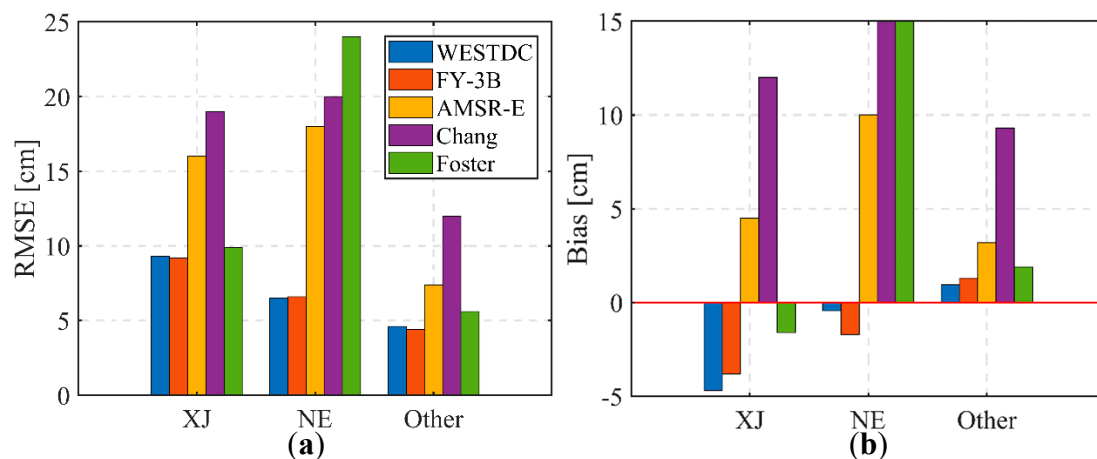 25
20
15
10
5
0
RMSE [cm]
WESTDC
FY-3B
AMSR-E
Chang
Foster
XJ
NE
Other
(a)
15
10
5
0
-5
Bias [cm]
XJ
NE
Other
(b)